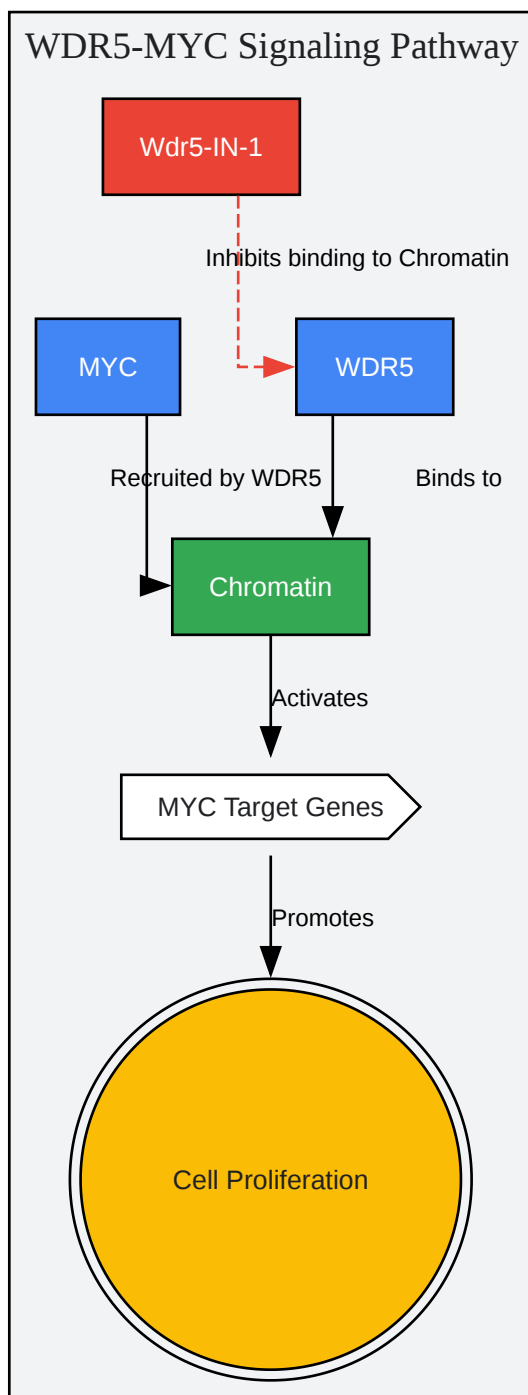 WDR5-MYC Signaling Pathway
Wdr5-IN-1
Inhibits binding to Chromatin
MYC
WDR5
Recruited by WDR5
Binds to
Chromatin
Activates
MYC Target Genes
Promotes
Cell Proliferation